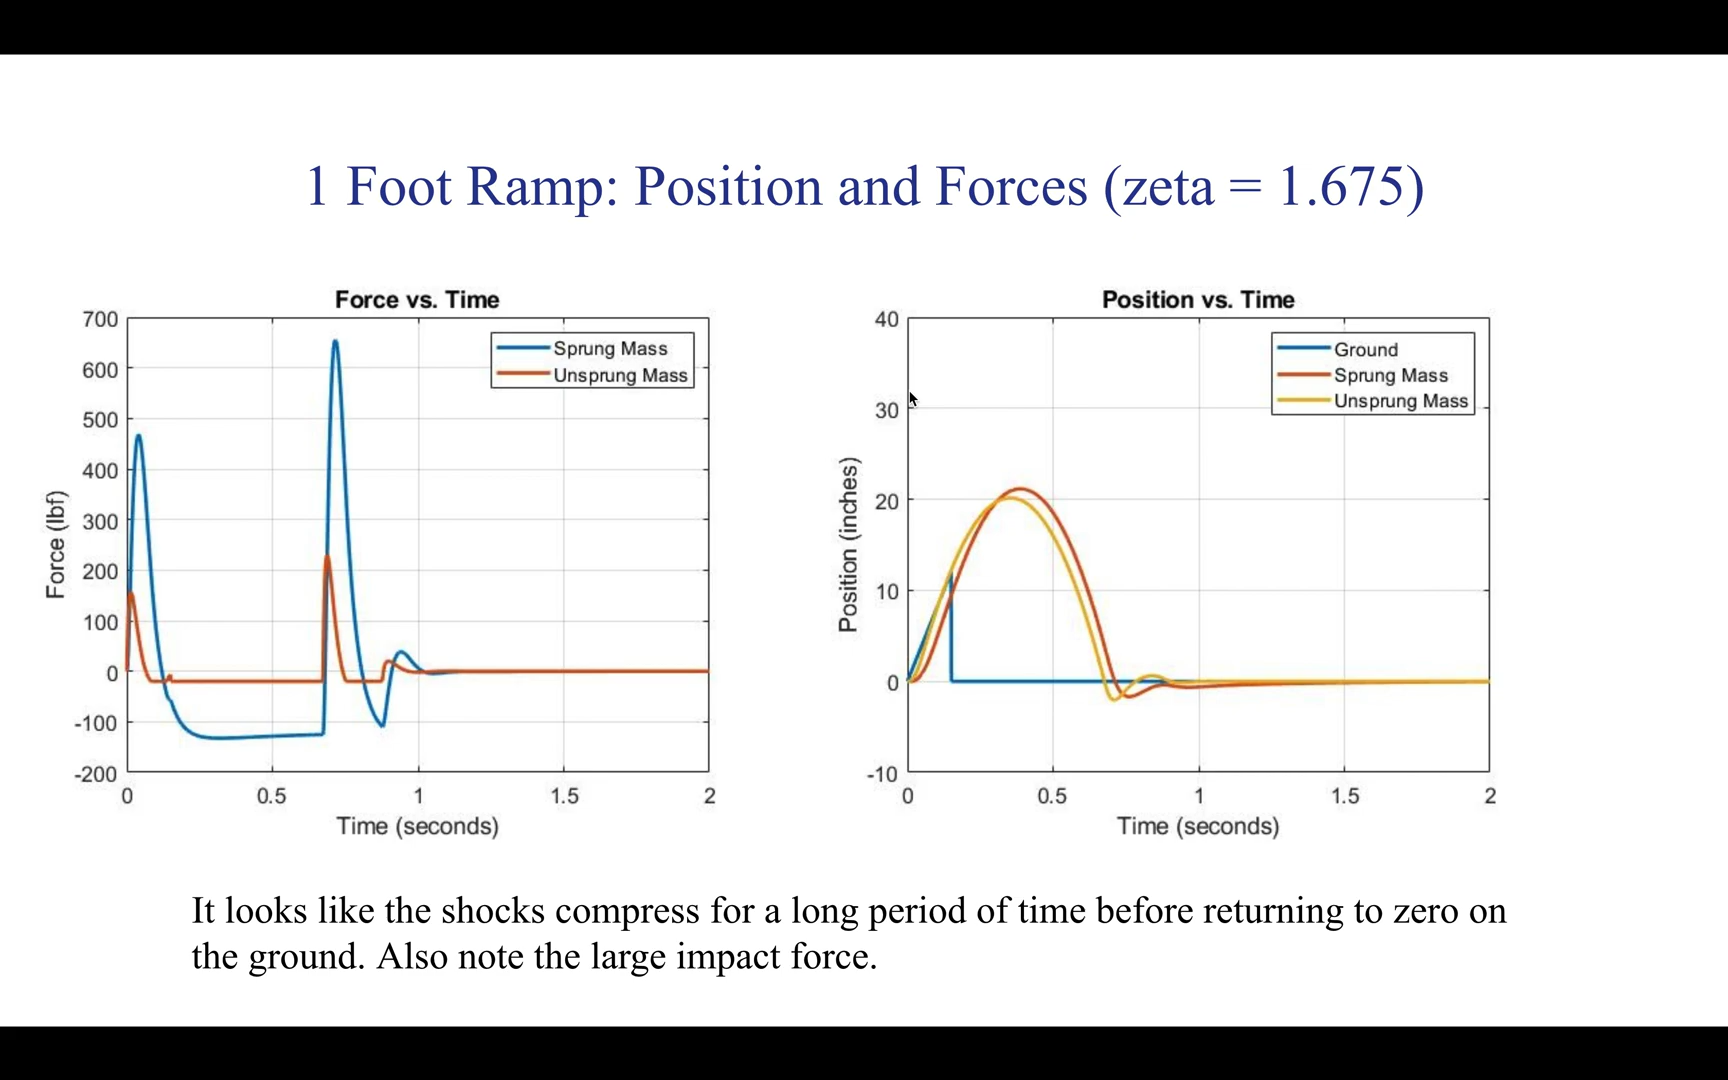 1 Foot Ramp: Position and Forces (zeta = 1.675)
Force vs. Time
700
600
500
400
300
200
100
0
-100
-200
Force (lbf)
Sprung Mass
Unsprung Mass
0 0.5 1 1.5 2
Time (seconds)
Position vs. Time
40
30
20
10
0
-10
Position (inches)
Ground
Sprung Mass
Unsprung Mass
0 0.5 1 1.5 2
Time (seconds)
It looks like the shocks compress for a long period of time before returning to zero on
the ground. Also note the large impact force.